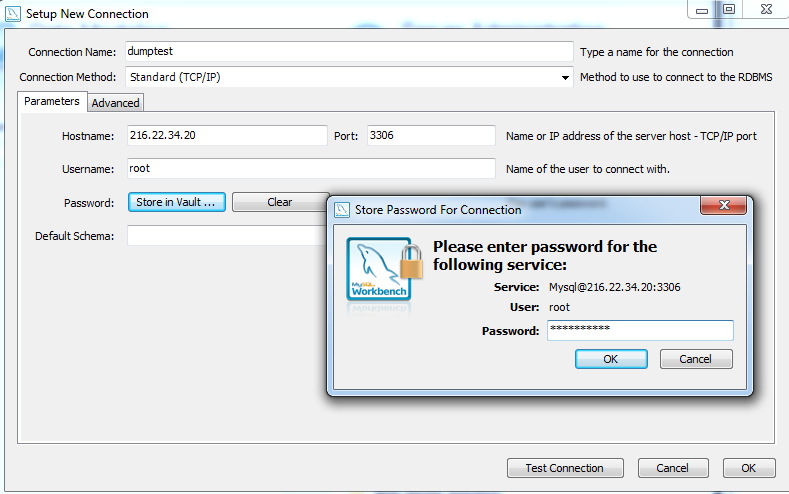 Setup New Connection
Connection Name: dumptest Type a name for the connection
Connection Method: Standard (TCP/IP) Method to use to connect to the RDBMS
Parameters Advanced
Hostname: 216.22.34.20 Port: 3306 Name or IP address of the server host - TCP/IP port
Username: root Name of the user to connect with.
Password: Store in Vault ... Clear
Store Password For Connection
Default Schema:
Please enter password for the
following service:
Service: Mysql@216.22.34.20:3306
User: root
Password: **********
MySQL
Workbench
OK Cancel
Test Connection Cancel OK